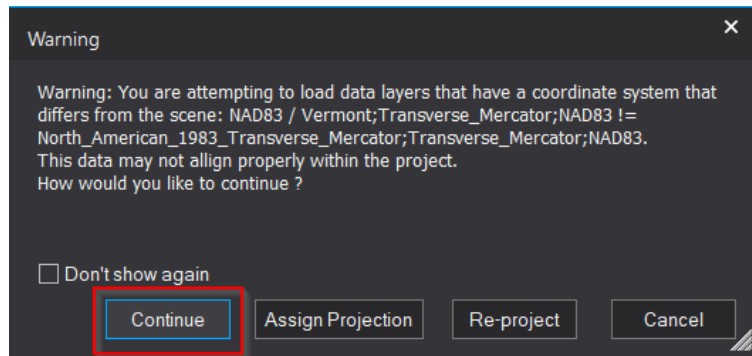 Warning
Warning: You are attempting to load data layers that have a coordinate system that
differs from the scene: NAD83 / Vermont;Transverse_Mercator;NAD83 !=
North_American_1983_Transverse_Mercator;Transverse_Mercator;NAD83.
This data may not allign properly within the project.
How would you like to continue ?
Don't show again
Continue Assign Projection Re-project Cancel